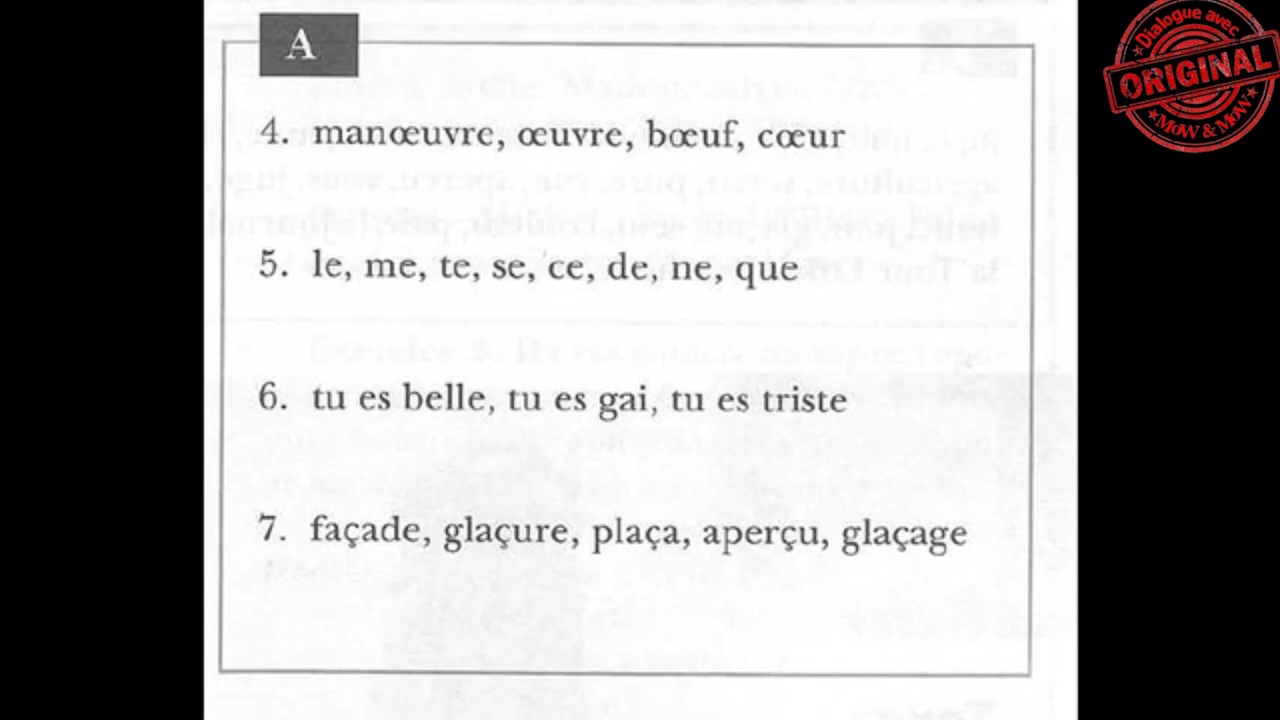 A
4. manœuvre, œuvre, bœuf, cœur
5. le, me, te, se, ce, de, ne, que
6. tu es belle, tu es gai, tu es triste
7. façade, glaçure, plaça, aperçu, glaçage
Dialogue avec
ORIGINAL
MoW & MoW